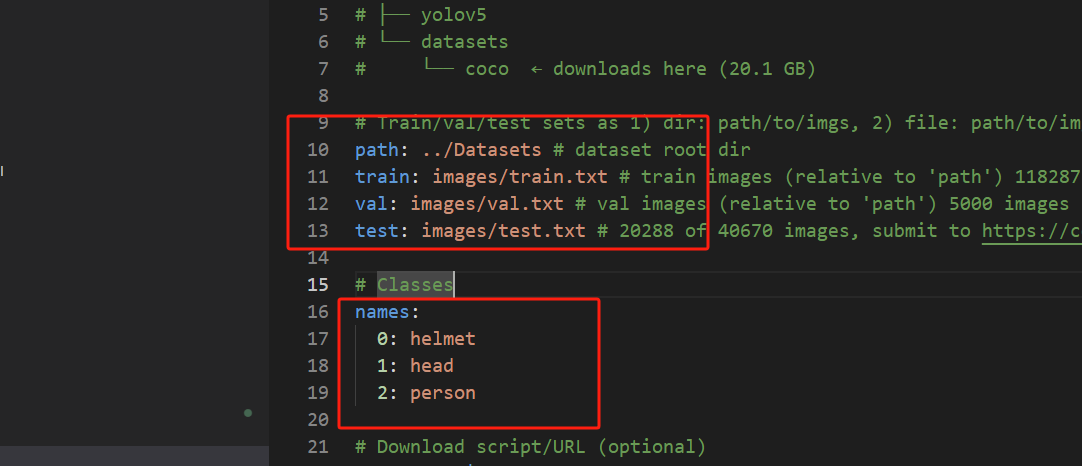 5 # ├── yolov5
6 # └── datasets
7 #     └── coco  ← downloads here (20.1 GB)
8
9 # Train/val/test sets as 1) dir: path/to/imgs, 2) file: path/to/im
10 path: ../Datasets # dataset root dir
11 train: images/train.txt # train images (relative to 'path') 118287
12 val: images/val.txt # val images (relative to 'path') 5000 images
13 test: images/test.txt # 20288 of 40670 images, submit to https://c
14
15 # Classes
16 names:
17   0: helmet
18   1: head
19   2: person
20
21 # Download script/URL (optional)